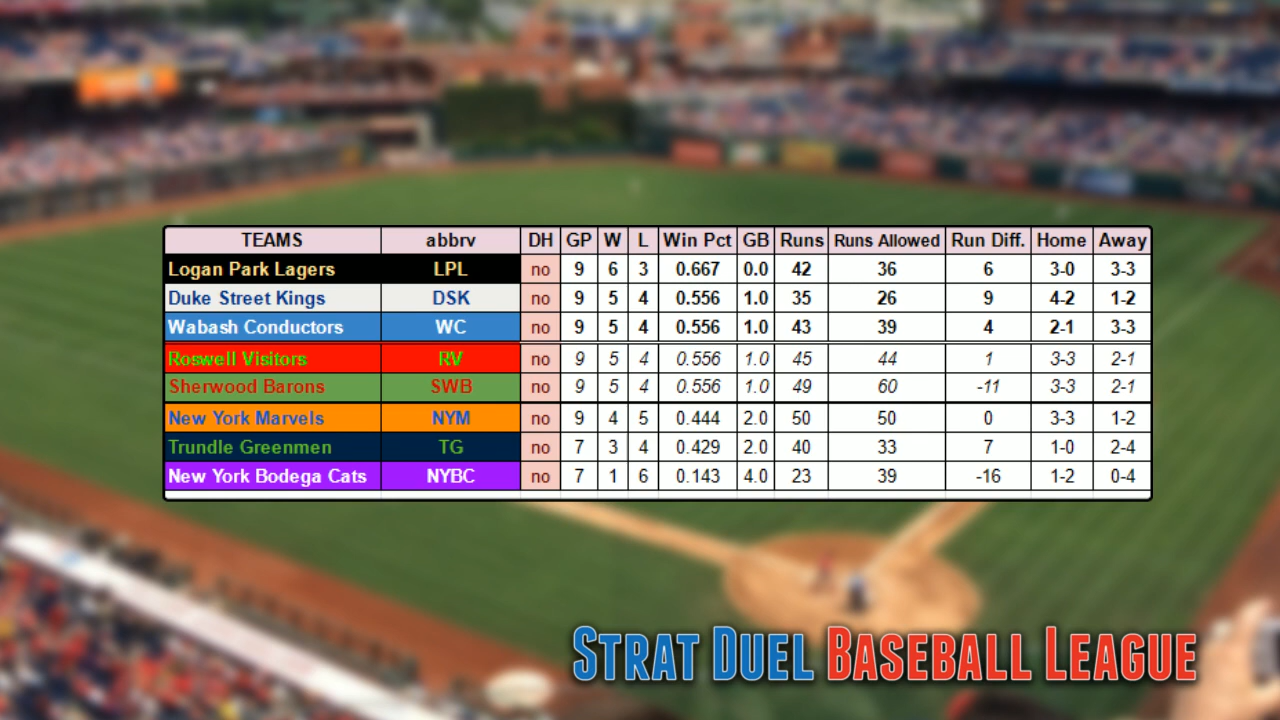 TEAMS abbrv DH GP W L Win Pct GB Runs Runs Allowed Run Diff. Home Away
Logan Park Lagers LPL no 9 6 3 0.667 0.0 42 36 6 3-0 3-3
Duke Street Kings DSK no 9 5 4 0.556 1.0 35 26 9 4-2 1-2
Wabash Conductors WC no 9 5 4 0.556 1.0 43 39 4 2-1 3-3
Roswell Visitors RV no 9 5 4 0.556 1.0 45 44 1 3-3 2-1
Sherwood Barons SWB no 9 5 4 0.556 1.0 49 60 -11 3-3 2-1
New York Marvels NYM no 9 4 5 0.444 2.0 50 50 0 3-3 1-2
Trundle Greenmen TG no 7 3 4 0.429 2.0 40 33 7 1-0 2-4
New York Bodega Cats NYBC no 7 1 6 0.143 4.0 23 39 -16 1-2 0-4
STRAT DUEL BASEBALL LEAGUE